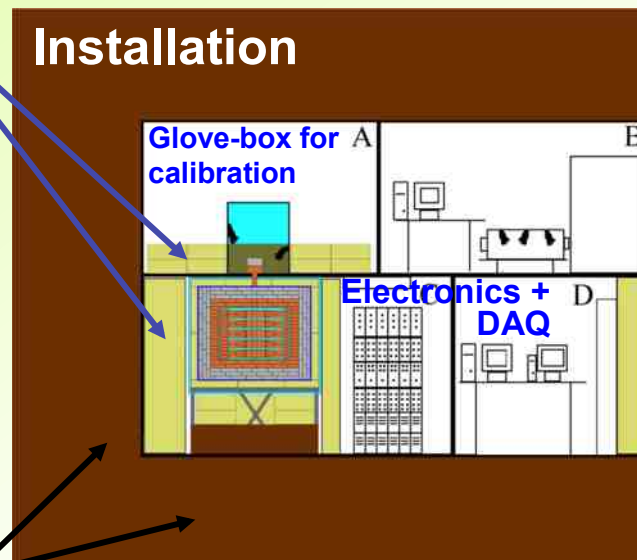 Installation
Glove-box for A
calibration
B
Electronics +
C
DAQ
D